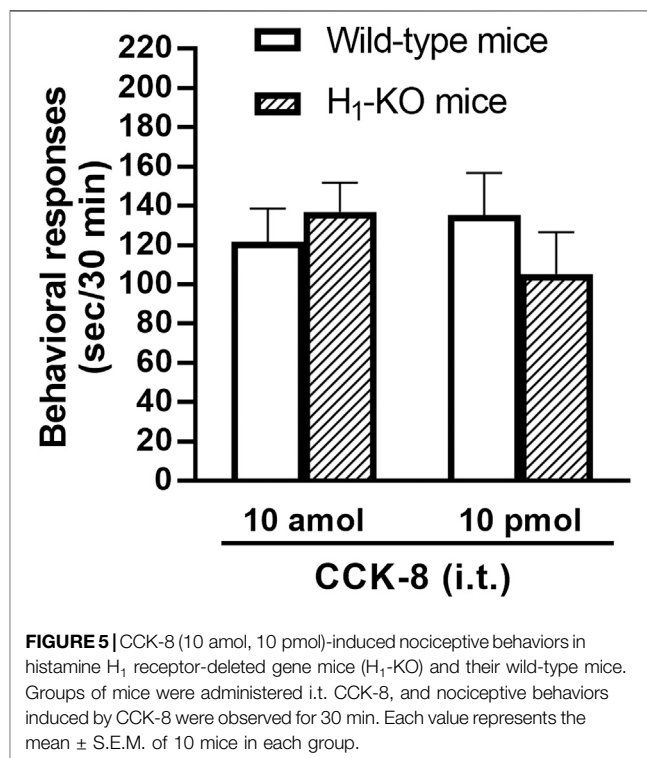 Wild-type mice
H₁-KO mice
Behavioral responses
(sec/30 min)
220
200
180
160
140
120
100
80
60
40
20
0
10 amol 10 pmol
CCK-8 (i.t.)
FIGURE 5 | CCK-8 (10 amol, 10 pmol)-induced nociceptive behaviors in
histamine H₁ receptor-deleted gene mice (H₁-KO) and their wild-type mice.
Groups of mice were administered i.t. CCK-8, and nociceptive behaviors
induced by CCK-8 were observed for 30 min. Each value represents the
mean ± S.E.M. of 10 mice in each group.